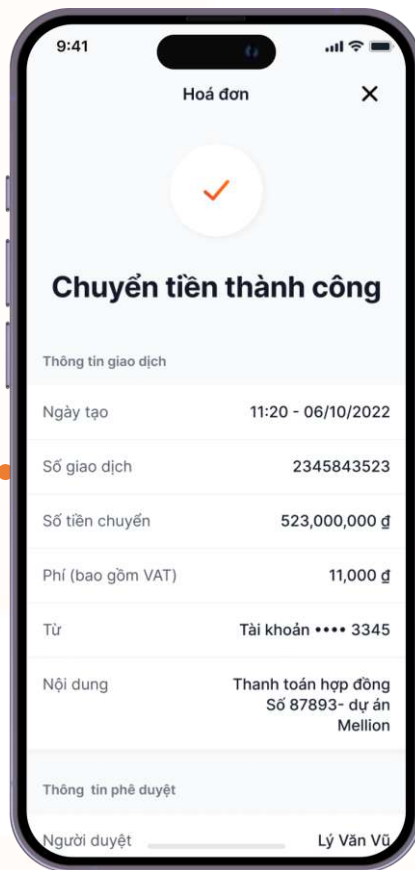 9:41
Hoá đơn
Chuyển tiền thành công
Thông tin giao dịch
Ngày tạo 11:20 - 06/10/2022
Số giao dịch 2345843523
Số tiền chuyển 523,000,000 ₫
Phí (bao gồm VAT) 11,000 ₫
Từ Tài khoản •••• 3345
Nội dung Thanh toán hợp đồng
Số 87893- dự án
Mellion
Thông tin phê duyệt
Người duyệt Lý Văn Vũ